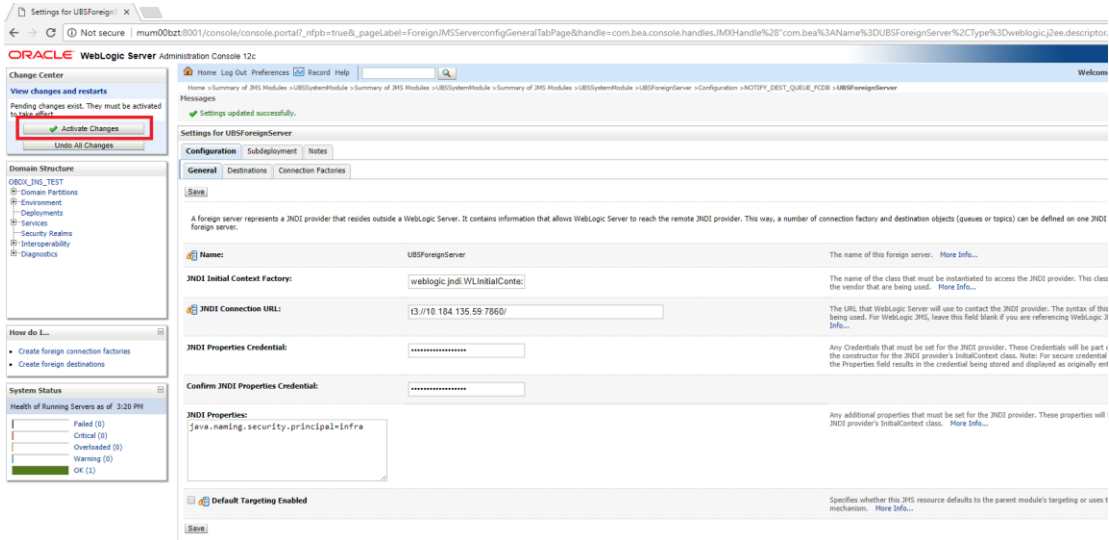 Settings for UBSForeignS
Not secure | mum00bzt:8001/console/console.portal?_nfpb=true&_pageLabel=ForeignJMSServerconfigGeneralTabPage&handle=com.bea.console.handles.JMXHandle%28"com.bea%3AName%3DUBSForeignServer%2CType%3Dweblogic.j2ee.descriptor.
ORACLE WebLogic Server Administration Console 12c
Change Center
View changes and restarts
Pending changes exist. They must be activated
to take effect.
Activate Changes
Undo All Changes
Domain Structure
OBDX_INS_TEST
Domain Partitions
Environment
Deployments
Services
Security Realms
Interoperability
Diagnostics
How do I...
Create foreign connection factories
Create foreign destinations
System Status
Health of Running Servers as of 3:20 PM
Failed (0)
Critical (0)
Overloaded (0)
Warning (0)
OK (1)
Home Log Out Preferences Record Help
Welcome
Home >Summary of JMS Modules >UBSSystemModule >Summary of JMS Modules >UBSSystemModule >Summary of JMS Modules >UBSSystemModule >UBSForeignServer >Configuration >NOTIFY_DEST_QUEUE_FCDB >UBSForeignServer
Messages
Settings updated successfully.
Settings for UBSForeignServer
Configuration Subdeployment Notes
General Destinations Connection Factories
Save
A foreign server represents a JNDI provider that resides outside a WebLogic Server. It contains information that allows WebLogic Server to reach the remote JNDI provider. This way, a number of connection factory and destination objects (queues or topics) can be defined on one JNDI
foreign server.
Name: UBSForeignServer The name of this foreign server. More Info...
JNDI Initial Context Factory: weblogic.jndi.WLInitialConte: The name of the class that must be instantiated to access the JNDI provider. This class
the vendor that are being used. More Info...
JNDI Connection URL: t3://10.184.135.59:7860/ The URL that WebLogic Server will use to contact the JNDI provider. The syntax of this
being used. For WebLogic JMS, leave this field blank if you are referencing WebLogic J
Info...
JNDI Properties Credential: •••••••••••••••••• Any Credentials that must be set for the JNDI provider. These Credentials will be part o
the constructor for the JNDI provider's InitialContext class. Note: For secure credential
the Properties field results in the credential being stored and displayed as originally ent
Confirm JNDI Properties Credential: ••••••••••••••••••
JNDI Properties: Any additional properties that must be set for the JNDI provider. These properties will
java.naming.security.principal=infra JNDI provider's InitialContext class. More Info...
Default Targeting Enabled Specifies whether this JMS resource defaults to the parent module's targeting or uses t
mechanism. More Info...
Save